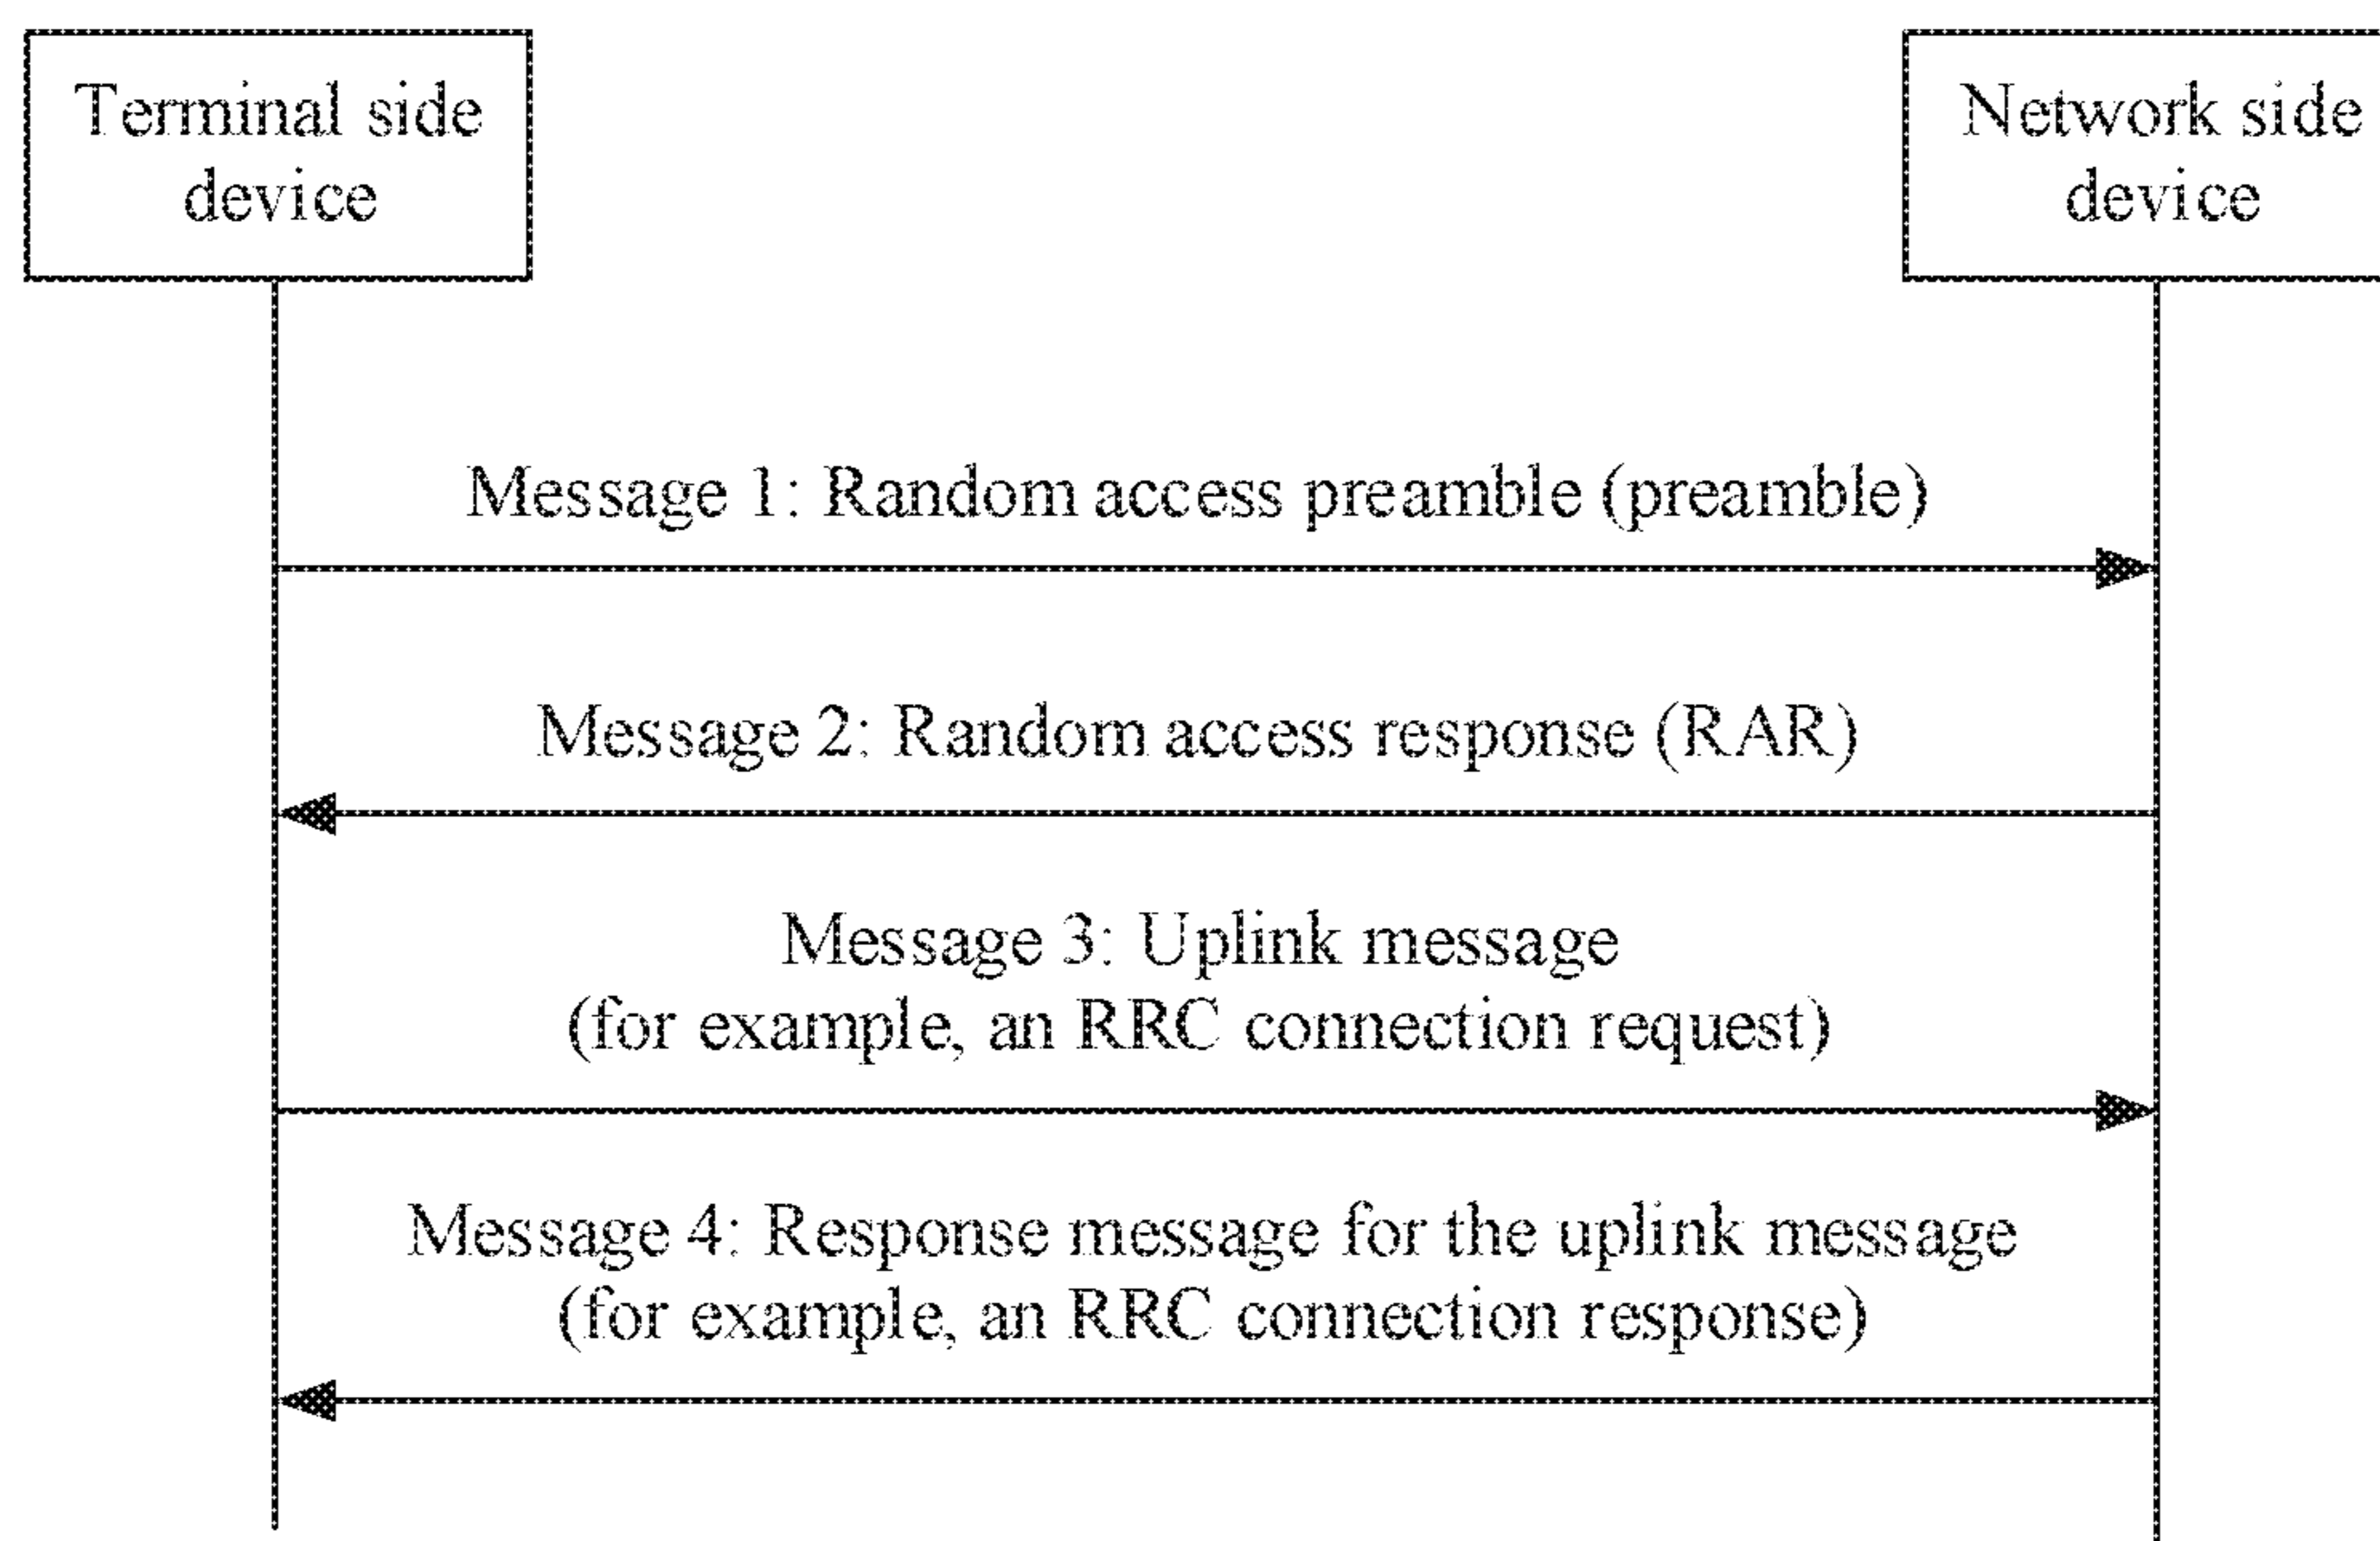 Terminal side
device
Network side
device
Message 1: Random access preamble (preamble)
Message 2: Random access response (RAR)
Message 3: Uplink message
(for example, an RRC connection request)
Message 4: Response message for the uplink message
(for example, an RRC connection response)